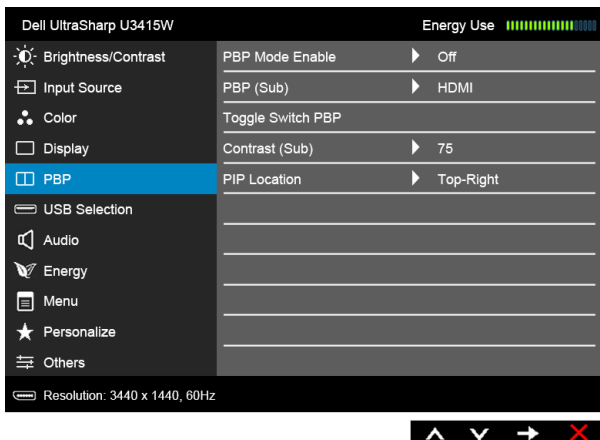 Dell UltraSharp U3415W Energy Use
Brightness/Contrast PBP Mode Enable Off
Input Source PBP (Sub) HDMI
Color Toggle Switch PBP
Display Contrast (Sub) 75
PBP PIP Location Top-Right
USB Selection
Audio
Energy
Menu
Personalize
Others
Resolution: 3440 x 1440, 60Hz